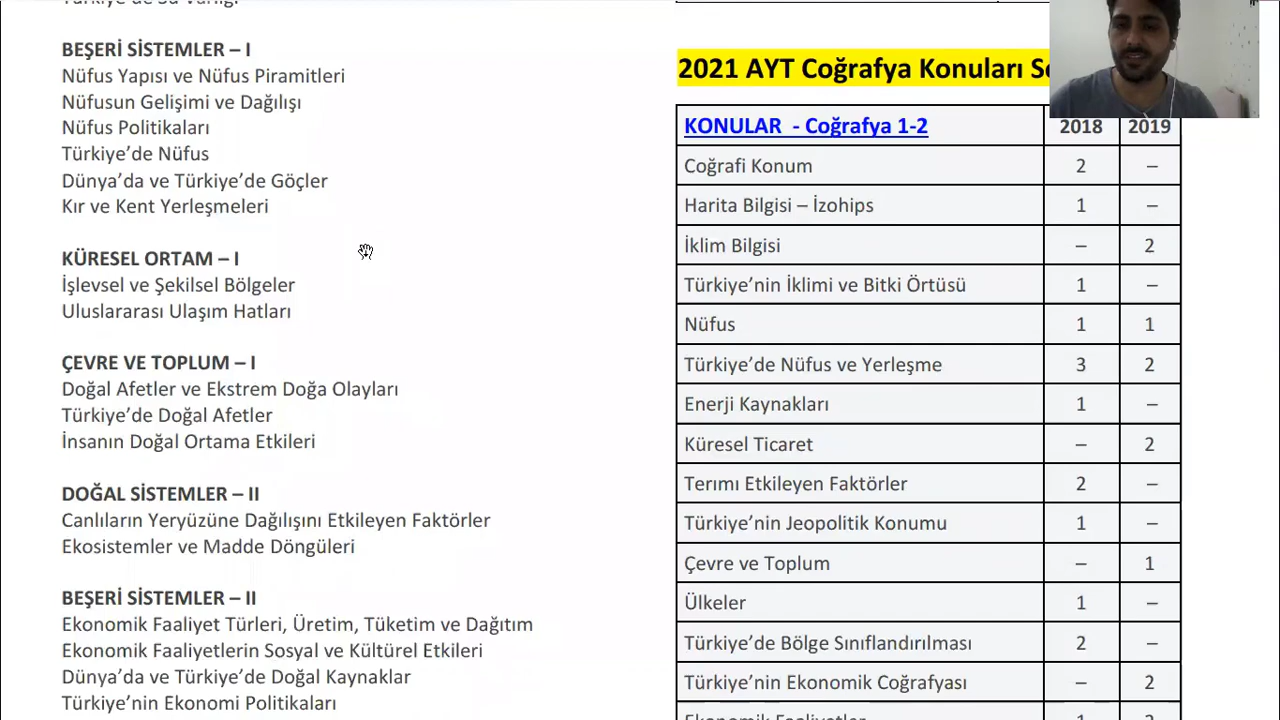 BEŞERİ SİSTEMLER – I
Nüfus Yapısı ve Nüfus Piramitleri
Nüfusun Gelişimi ve Dağılışı
Nüfus Politikaları
Türkiye’de Nüfus
Dünya’da ve Türkiye’de Göçler
Kır ve Kent Yerleşmeleri
KÜRESEL ORTAM – I
İşlevsel ve Şekilsel Bölgeler
Uluslararası Ulaşım Hatları
ÇEVRE VE TOPLUM – I
Doğal Afetler ve Ekstrem Doğa Olayları
Türkiye’de Doğal Afetler
İnsanın Doğal Ortama Etkileri
DOĞAL SİSTEMLER – II
Canlıların Yeryüzüne Dağılışını Etkileyen Faktörler
Ekosistemler ve Madde Döngüleri
BEŞERİ SİSTEMLER – II
Ekonomik Faaliyet Türleri, Üretim, Tüketim ve Dağıtım
Ekonomik Faaliyetlerin Sosyal ve Kültürel Etkileri
Dünya’da ve Türkiye’de Doğal Kaynaklar
Türkiye’nin Ekonomi Politikaları
2021 AYT Coğrafya Konuları
KONULAR - Coğrafya 1-2 2018 2019
Coğrafi Konum 2 –
Harita Bilgisi – İzohips 1 –
İklim Bilgisi – 2
Türkiye’nin İklimi ve Bitki Örtüsü 1 –
Nüfus 1 1
Türkiye’de Nüfus ve Yerleşme 3 2
Enerji Kaynakları 1 –
Küresel Ticaret – 2
Terımı Etkileyen Faktörler 2 –
Türkiye’nin Jeopolitik Konumu 1 –
Çevre ve Toplum – 1
Ülkeler 1 –
Türkiye’de Bölge Sınıflandırılması 2 –
Türkiye’nin Ekonomik Coğrafyası – 2